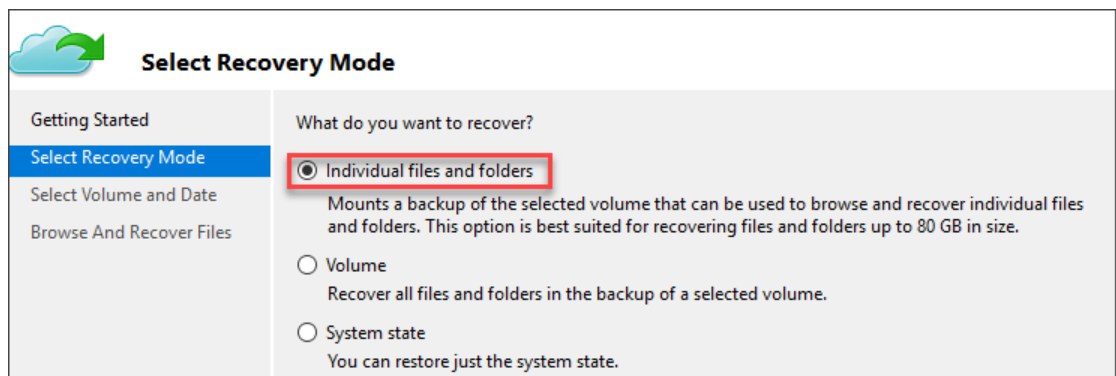 Select Recovery Mode
Getting Started
Select Recovery Mode
Select Volume and Date
Browse And Recover Files
What do you want to recover?
Individual files and folders
Mounts a backup of the selected volume that can be used to browse and recover individual files
and folders. This option is best suited for recovering files and folders up to 80 GB in size.
Volume
Recover all files and folders in the backup of a selected volume.
System state
You can restore just the system state.